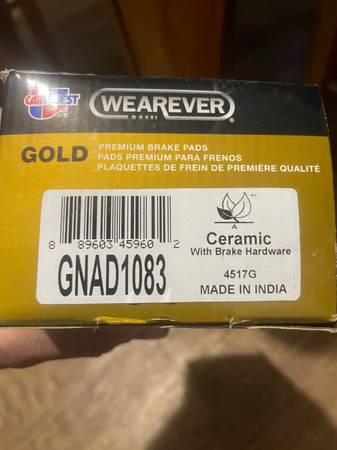 CARQUEST
WEAREVER
GOLD
PREMIUM BRAKE PADS
PADS PREMIUM PARA FRENOS
PLAQUETTES DE FREIN DE PREMIÈRE QUALITÉ
8 89603 45960 2
GNAD1083
A
Ceramic
With Brake Hardware
4517G
MADE IN INDIA